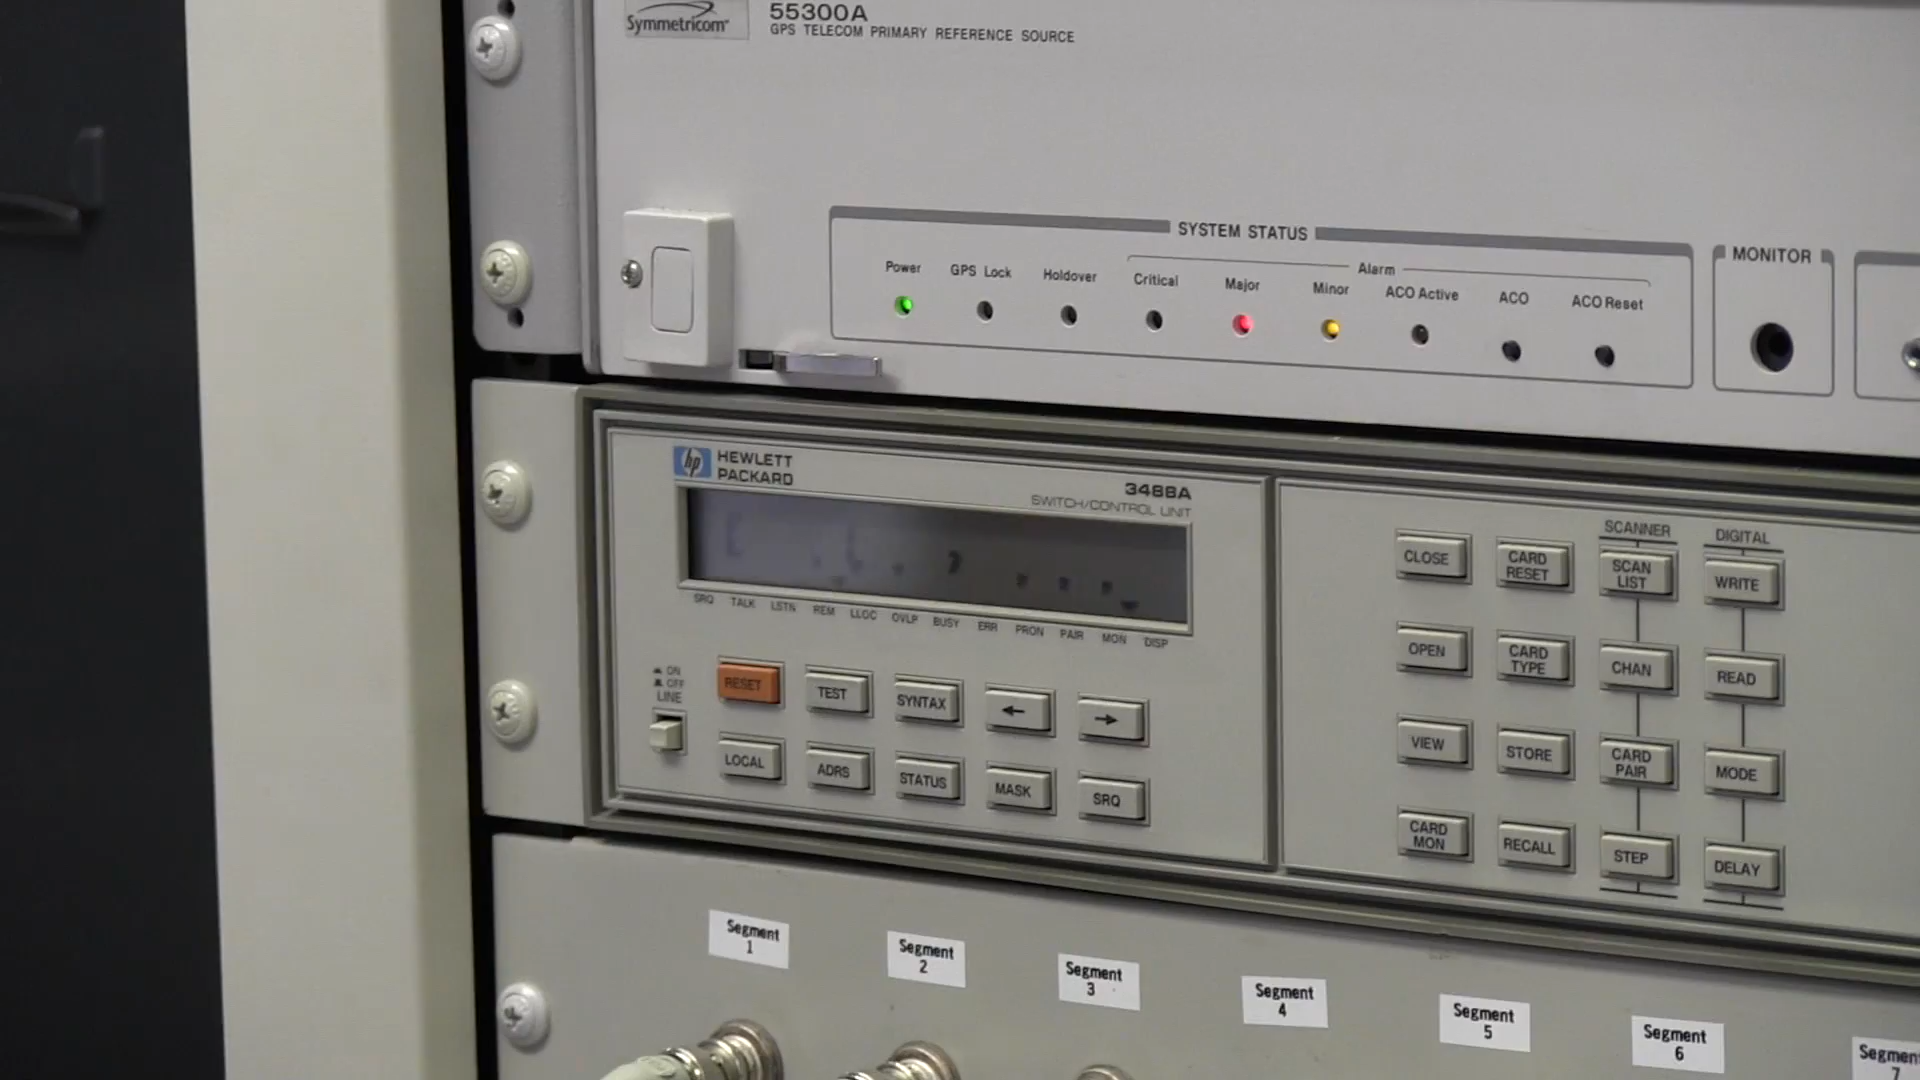 Symmetricom
55300A
GPS TELECOM PRIMARY REFERENCE SOURCE
SYSTEM STATUS
Alarm
Power
GPS Lock
Holdover
Critical
Major
Minor
ACO Active
ACO
ACO Reset
MONITOR
hp
HEWLETT
PACKARD
3488A
SWITCH/CONTROL UNIT
SRQ TALK LSTN REM LLOC OVLP BUSY ERR PRON PAIR MON DISP
ON
OFF
LINE
RESET
TEST
SYNTAX
←
→
LOCAL
ADRS
STATUS
MASK
SRQ
SCANNER
DIGITAL
CLOSE
CARD
RESET
SCAN
LIST
WRITE
OPEN
CARD
TYPE
CHAN
READ
VIEW
STORE
CARD
PAIR
MODE
CARD
MON
RECALL
STEP
DELAY
Segment
1
Segment
2
Segment
3
Segment
4
Segment
5
Segment
6
Segmen
7